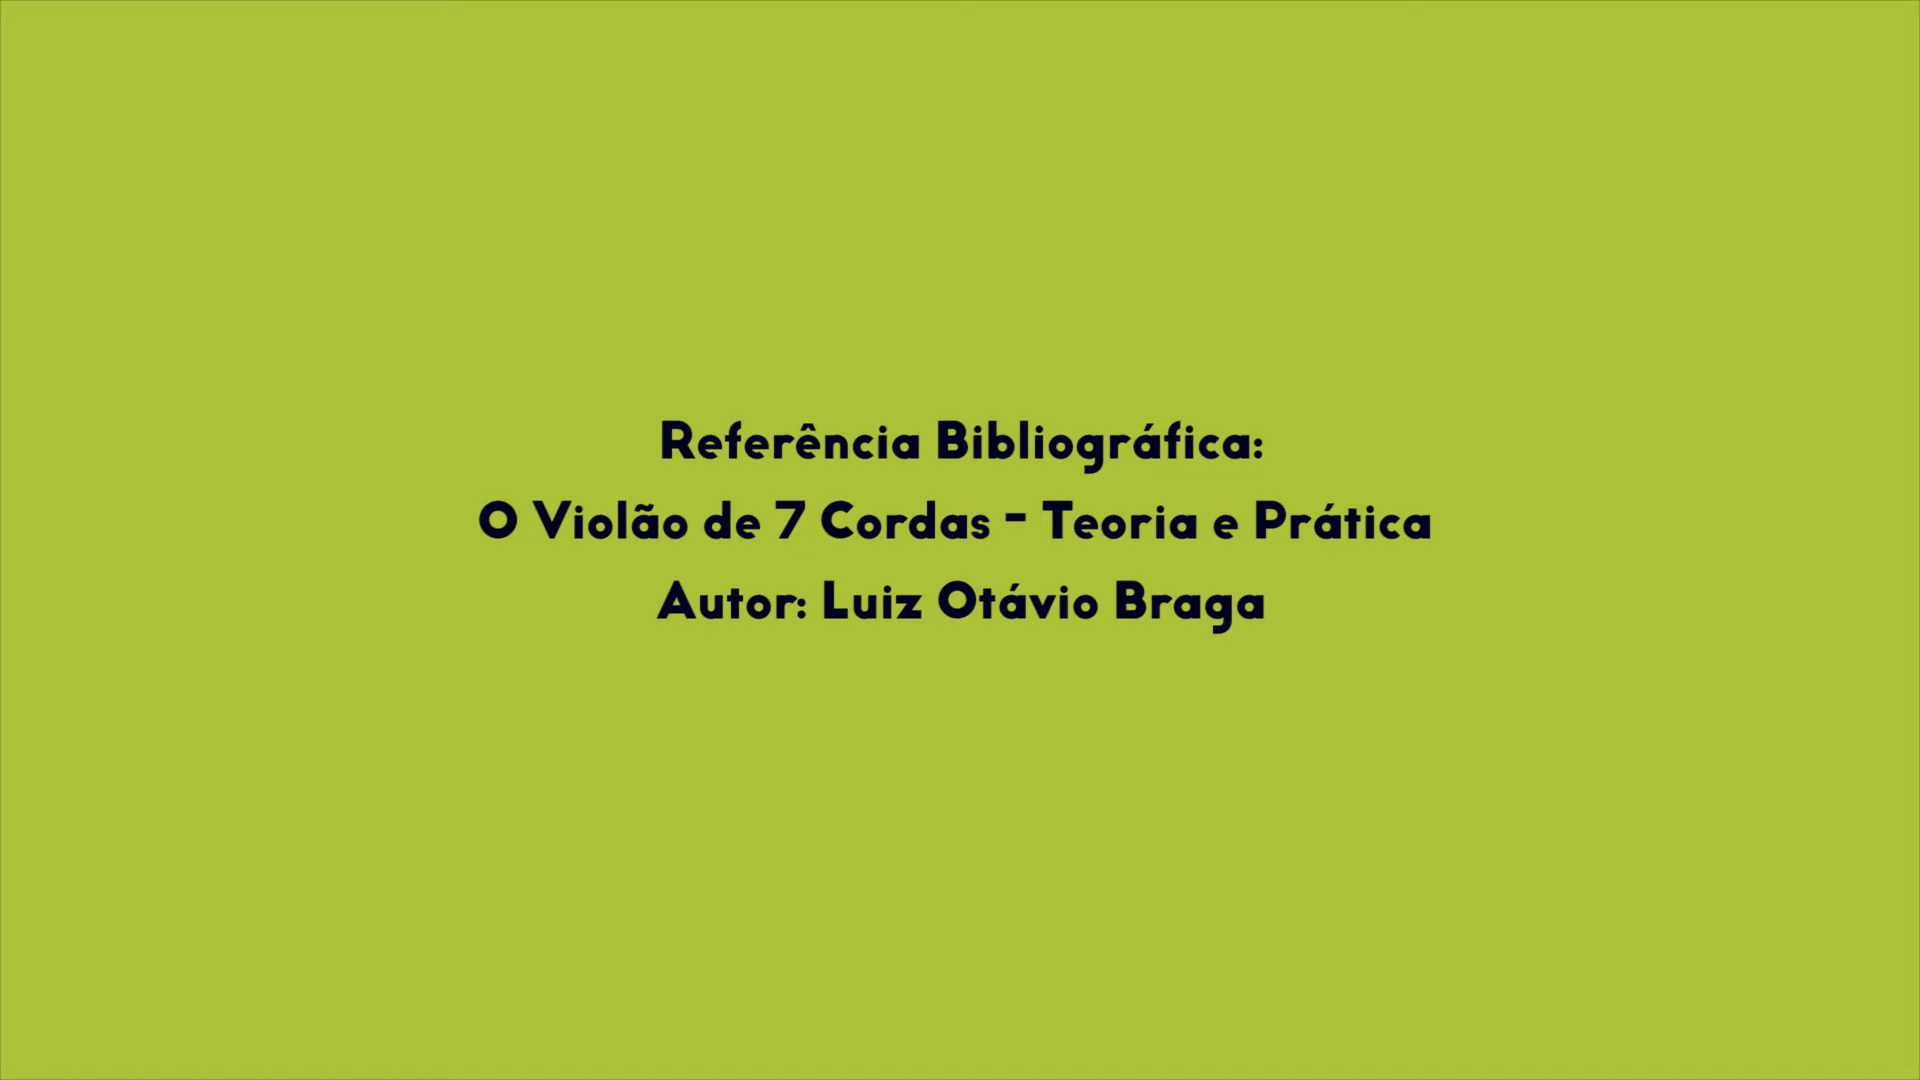 Referência Bibliográfica:
O Violão de 7 Cordas - Teoria e Prática
Autor: Luiz Otávio Braga